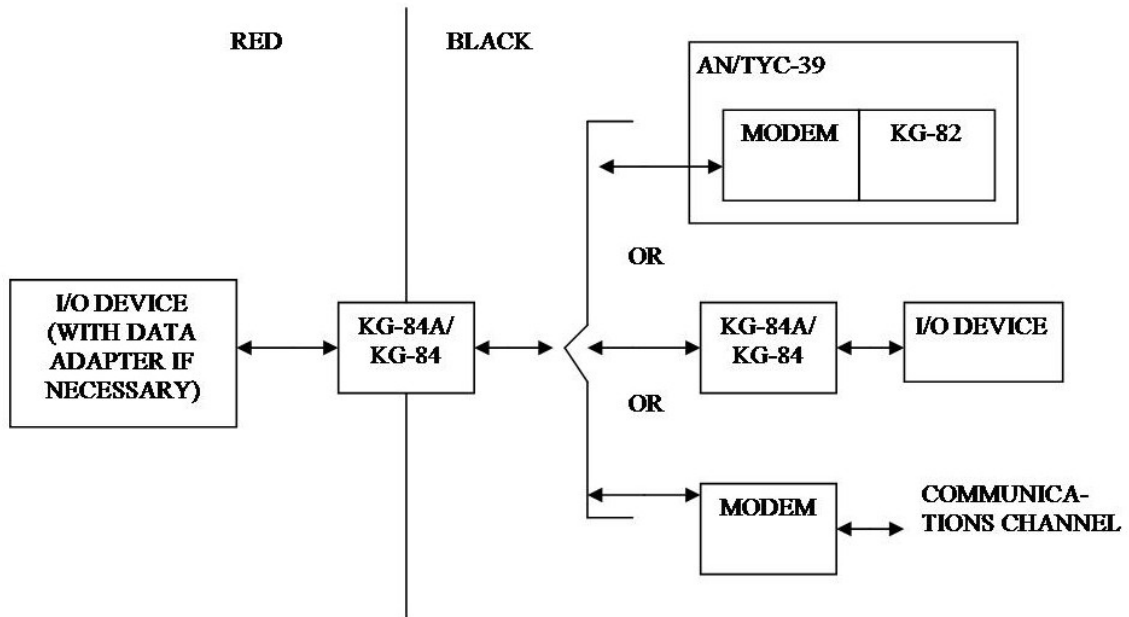 RED
BLACK
AN/TYC-39
MODEM
KG-82
OR
I/O DEVICE
(WITH DATA
ADAPTER IF
NECESSARY)
KG-84A/
KG-84
KG-84A/
KG-84
I/O DEVICE
OR
MODEM
COMMUNICA-
TIONS CHANNEL